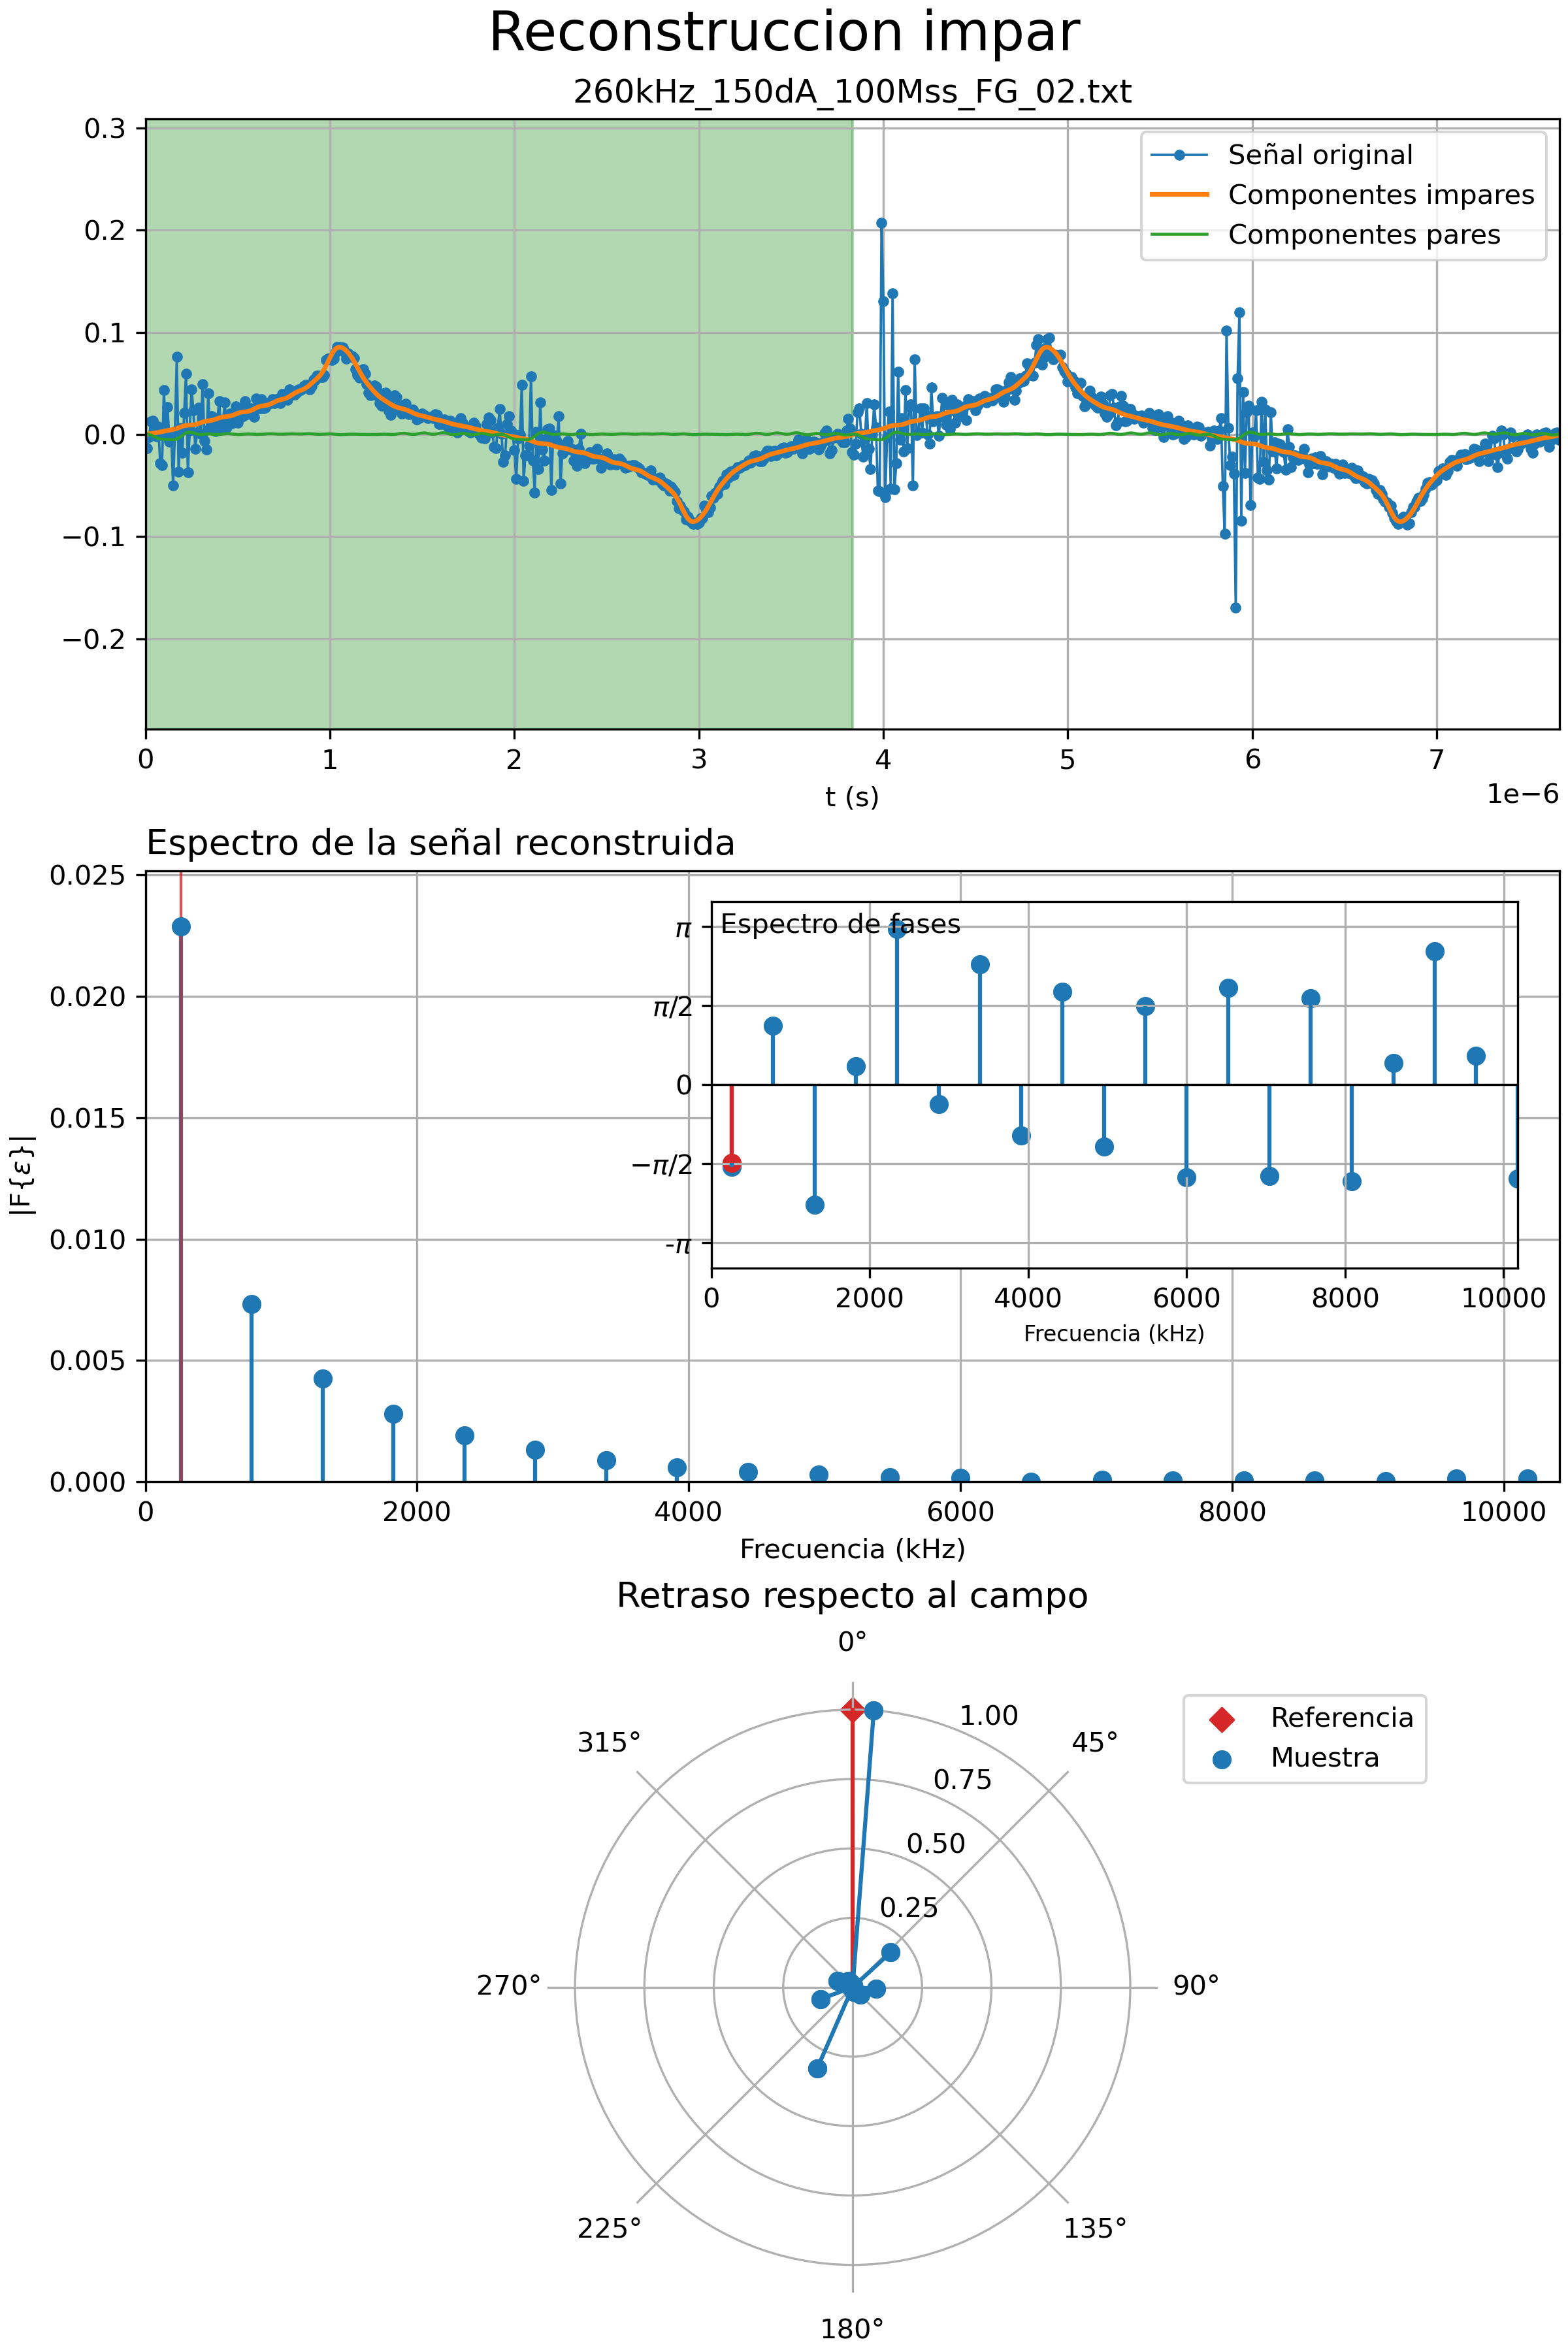 Reconstruccion impar
260kHz_150dA_100Mss_FG_02.txt
0.3
0.2
0.1
0.0
−0.1
−0.2
Señal original
Componentes impares
Componentes pares
0 1 2 3 4 5 6 7
t (s)
1e−6
Espectro de la señal reconstruida
0.025
0.020
0.015
0.010
0.005
0.000
|F{ε}|
Espectro de fases
π
π/2
0
−π/2
-π
0 2000 4000 6000 8000 10000
Frecuencia (kHz)
0 2000 4000 6000 8000 10000
Frecuencia (kHz)
Retraso respecto al campo
0°
45°
90°
135°
180°
225°
270°
315°
1.00
0.75
0.50
0.25
Referencia
Muestra